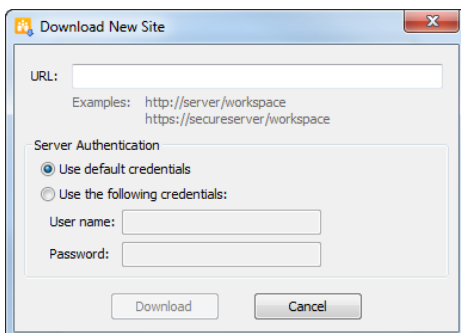 Download New Site
URL:
Examples: http://server/workspace
https://secureserver/workspace
Server Authentication
Use default credentials
Use the following credentials:
User name:
Password:
Download Cancel